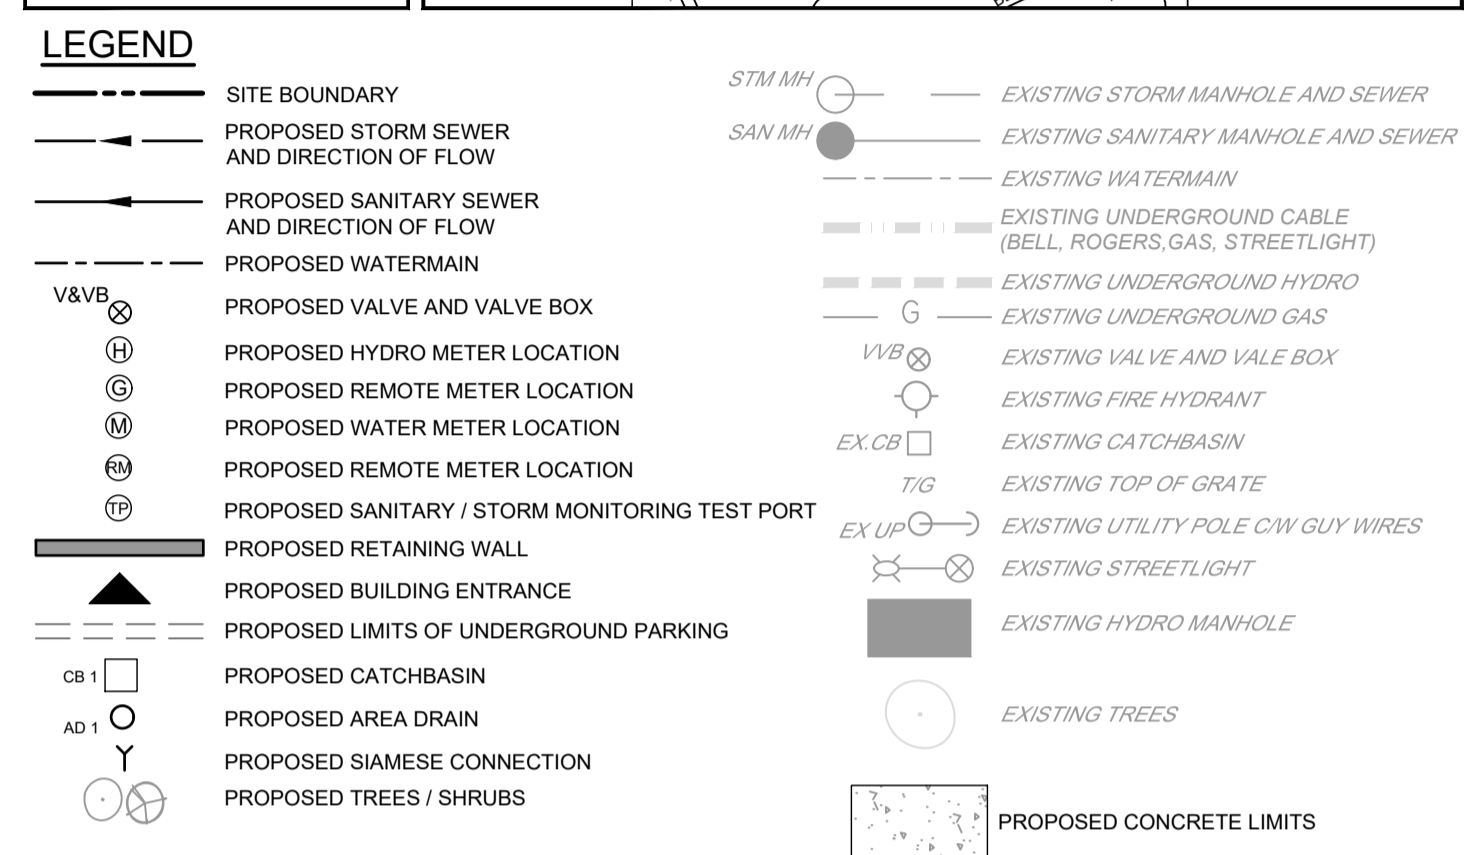 LEGEND
SITE BOUNDARY
PROPOSED STORM SEWER
AND DIRECTION OF FLOW
PROPOSED SANITARY SEWER
AND DIRECTION OF FLOW
PROPOSED WATERMAIN
V&VB
PROPOSED VALVE AND VALVE BOX
H PROPOSED HYDRO METER LOCATION
G PROPOSED REMOTE METER LOCATION
M PROPOSED WATER METER LOCATION
RM PROPOSED REMOTE METER LOCATION
TP PROPOSED SANITARY / STORM MONITORING TEST PORT
PROPOSED RETAINING WALL
PROPOSED BUILDING ENTRANCE
PROPOSED LIMITS OF UNDERGROUND PARKING
CB 1 PROPOSED CATCHBASIN
AD 1 PROPOSED AREA DRAIN
PROPOSED SIAMESE CONNECTION
PROPOSED TREES / SHRUBS
STM MH EXISTING STORM MANHOLE AND SEWER
SAN MH EXISTING SANITARY MANHOLE AND SEWER
EXISTING WATERMAIN
EXISTING UNDERGROUND CABLE
(BELL, ROGERS,GAS, STREETLIGHT)
EXISTING UNDERGROUND HYDRO
G EXISTING UNDERGROUND GAS
VVB EXISTING VALVE AND VALE BOX
EXISTING FIRE HYDRANT
EX.CB EXISTING CATCHBASIN
T/G EXISTING TOP OF GRATE
EX UP EXISTING UTILITY POLE C/W GUY WIRES
EXISTING STREETLIGHT
EXISTING HYDRO MANHOLE
EXISTING TREES
PROPOSED CONCRETE LIMITS